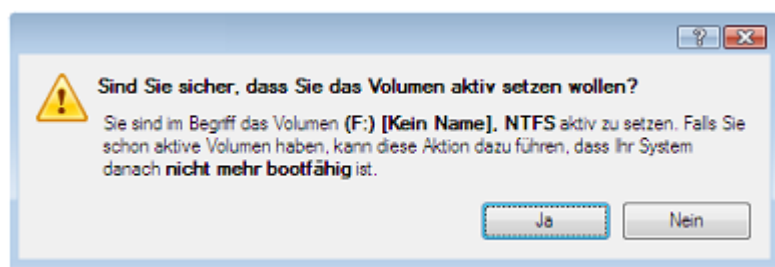 Sind Sie sicher, dass Sie das Volumen aktiv setzen wollen?
Sie sind im Begriff das Volumen (F:) [Kein Name], NTFS aktiv zu setzen. Falls Sie
schon aktive Volumen haben, kann diese Aktion dazu führen, dass Ihr System
danach nicht mehr bootfähig ist.
Ja Nein